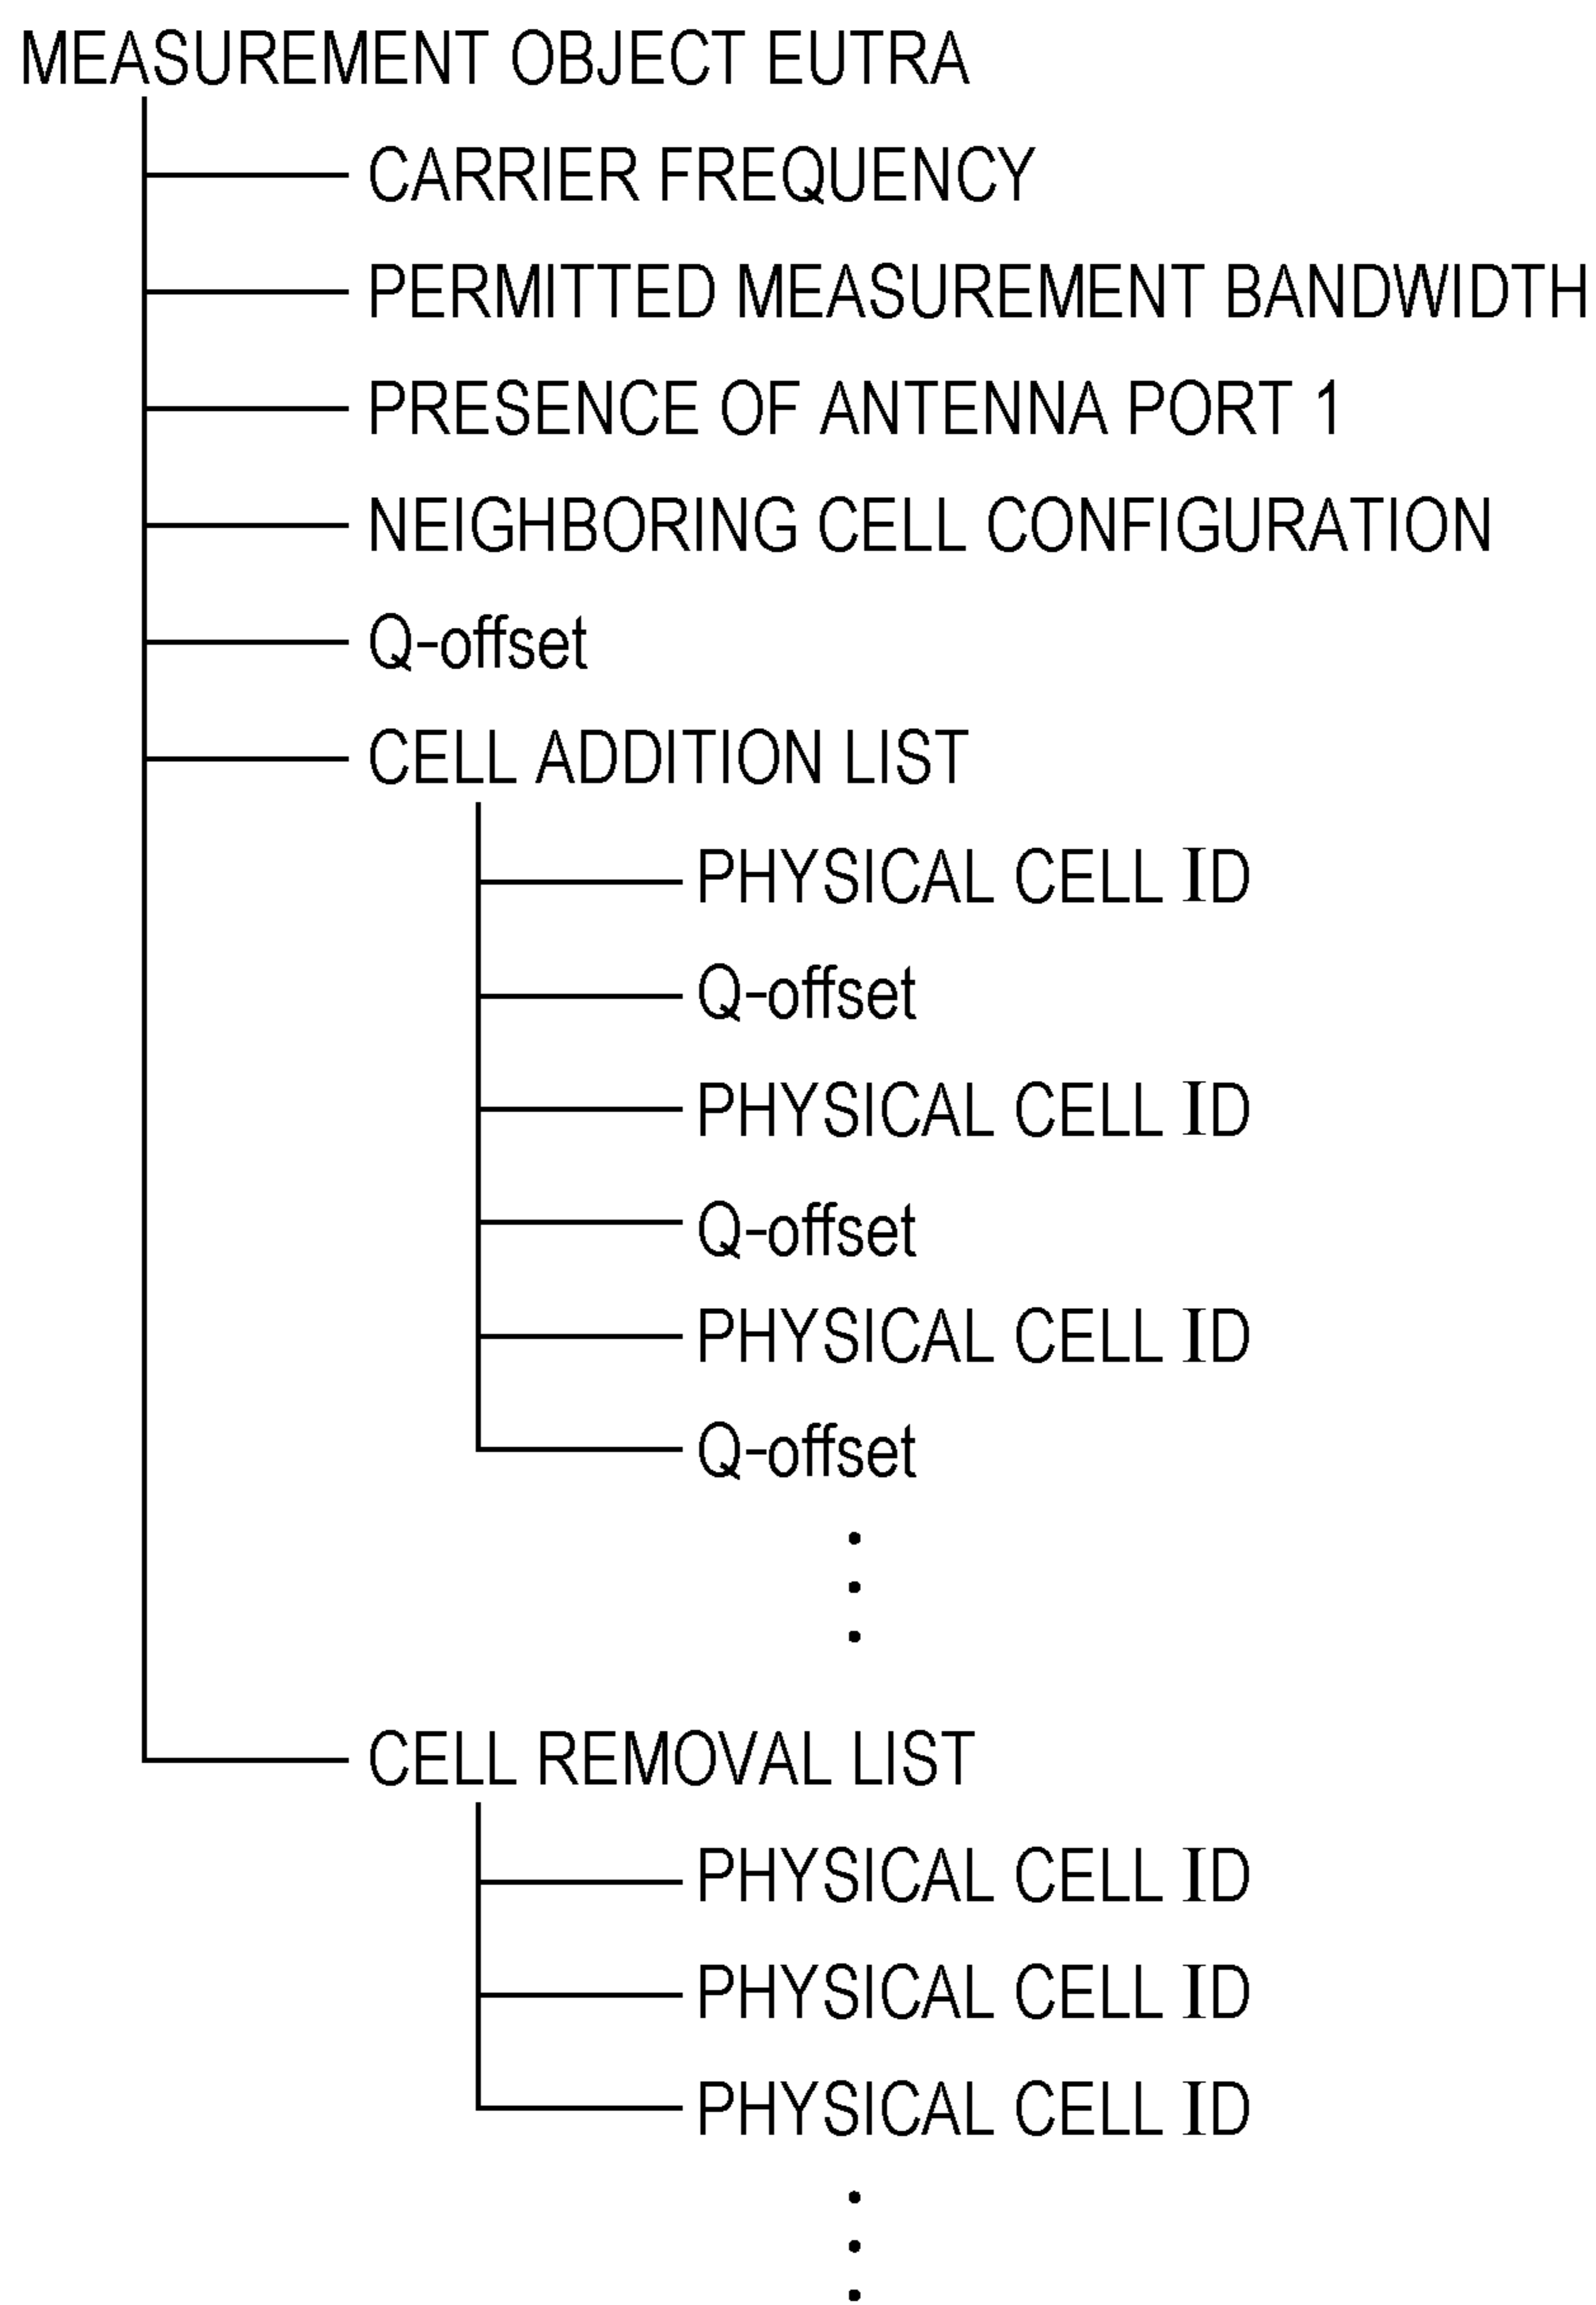 MEASUREMENT OBJECT EUTRA
CARRIER FREQUENCY
PERMITTED MEASUREMENT BANDWIDTH
PRESENCE OF ANTENNA PORT 1
NEIGHBORING CELL CONFIGURATION
Q-offset
CELL ADDITION LIST
PHYSICAL CELL ID
Q-offset
PHYSICAL CELL ID
Q-offset
PHYSICAL CELL ID
Q-offset
CELL REMOVAL LIST
PHYSICAL CELL ID
PHYSICAL CELL ID
PHYSICAL CELL ID